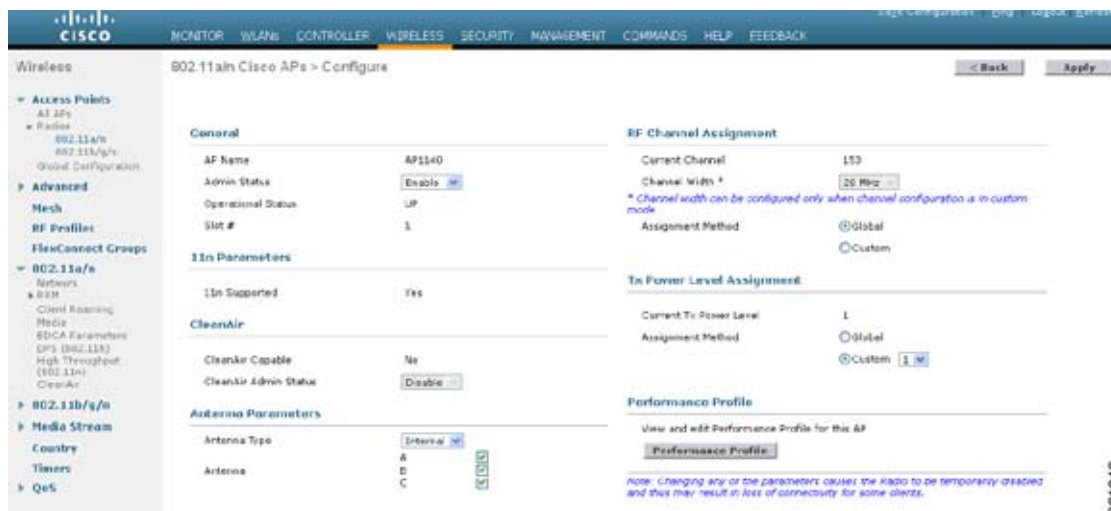 Save Configuration Ping Logout Refresh
CISCO
MONITOR WLANs CONTROLLER WIRELESS SECURITY MANAGEMENT COMMANDS HELP FEEDBACK
Wireless
802.11a/n Cisco APs > Configure
< Back
Apply
Access Points
All APs
Radios
802.11a/n
802.11b/g/n
Global Configuration
Advanced
Mesh
RF Profiles
FlexConnect Groups
802.11a/n
Network
RRM
Client Roaming
Media
EDCA Parameters
DFS (802.11h)
High Throughput
(802.11n)
CleanAir
802.11b/g/n
Media Stream
Country
Timers
QoS
General
AP Name AP1140
Admin Status Enable
Operational Status UP
Slot # 1
11n Parameters
11n Supported Yes
CleanAir
CleanAir Capable No
CleanAir Admin Status Disable
Antenna Parameters
Antenna Type Internal
Antenna
A
B
C
RF Channel Assignment
Current Channel 153
Channel Width * 20 MHz
* Channel width can be configured only when channel configuration is in custom
mode
Assignment Method Global
Custom
Tx Power Level Assignment
Current Tx Power Level 1
Assignment Method Global
Custom 1
Performance Profile
View and edit Performance Profile for this AP
Performance Profile
Note: Changing any of the parameters causes the Radio to be temporarily disabled
and thus may result in loss of connectivity for some clients.